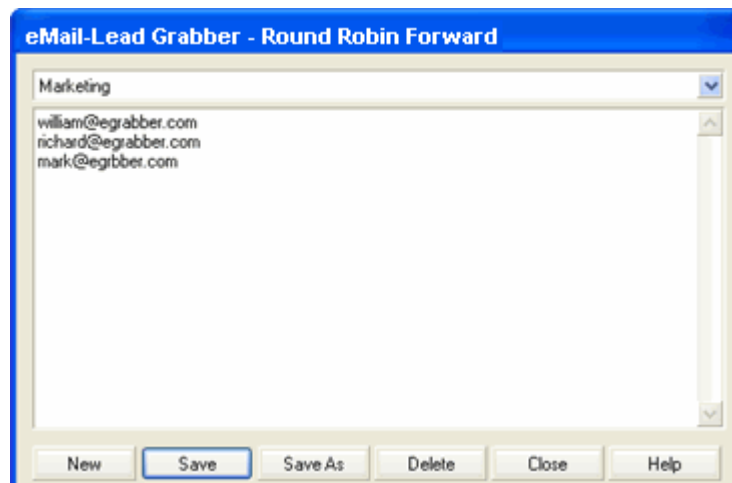 eMail-Lead Grabber - Round Robin Forward
Marketing
william@egrabber.com
richard@egrabber.com
mark@egrbber.com
New Save Save As Delete Close Help